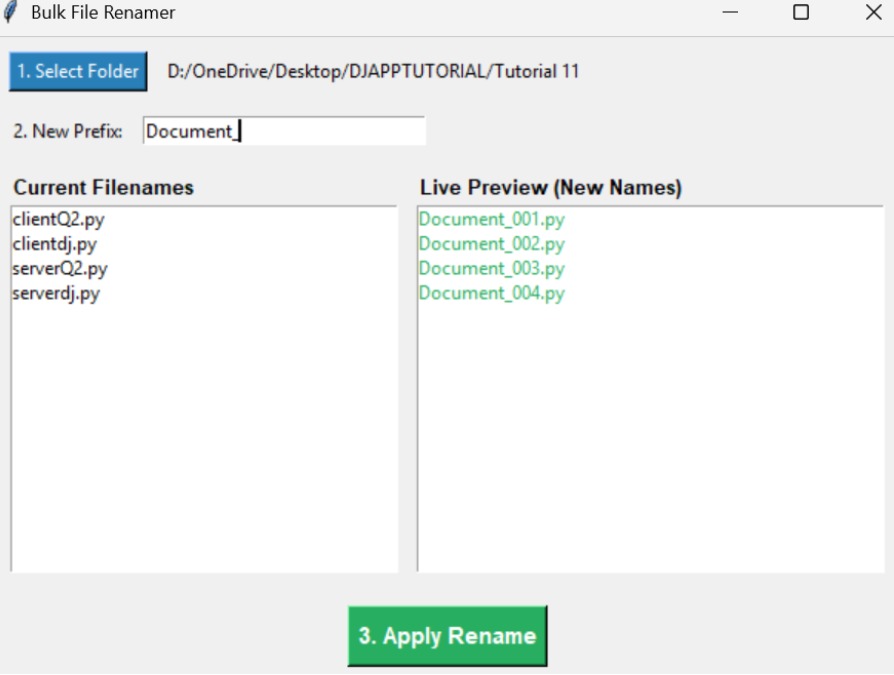 Bulk File Renamer
1. Select Folder D:/OneDrive/Desktop/DJAPPTUTORIAL/Tutorial 11
2. New Prefix: Document_
Current Filenames
clientQ2.py
clientdj.py
serverQ2.py
serverdj.py
Live Preview (New Names)
Document_001.py
Document_002.py
Document_003.py
Document_004.py
3. Apply Rename